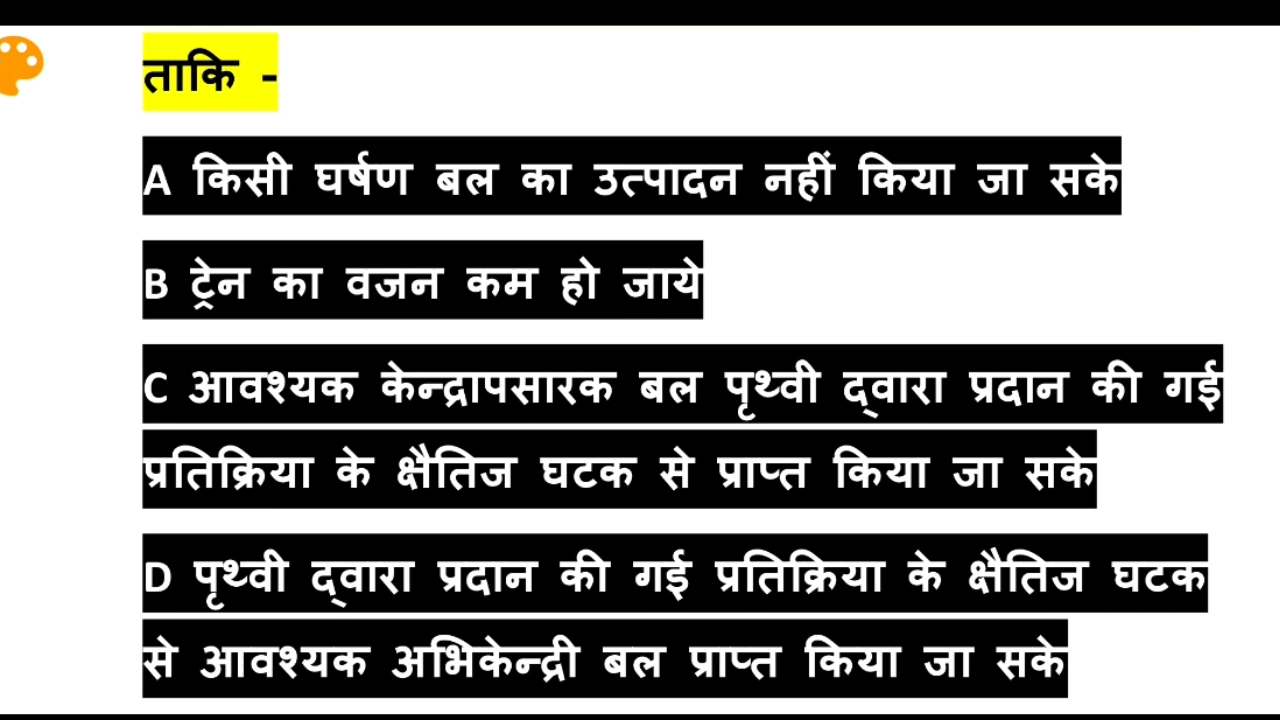 ताकि -
A किसी घर्षण बल का उत्पादन नहीं किया जा सके
B ट्रेन का वजन कम हो जाये
C आवश्यक केन्द्रापसारक बल पृथ्वी द्‌वारा प्रदान की गई
प्रतिक्रिया के क्षैतिज घटक से प्राप्त किया जा सके
D पृथ्वी द्‌वारा प्रदान की गई प्रतिक्रिया के क्षैतिज घटक
से आवश्यक अभिकेन्द्री बल प्राप्त किया जा सके